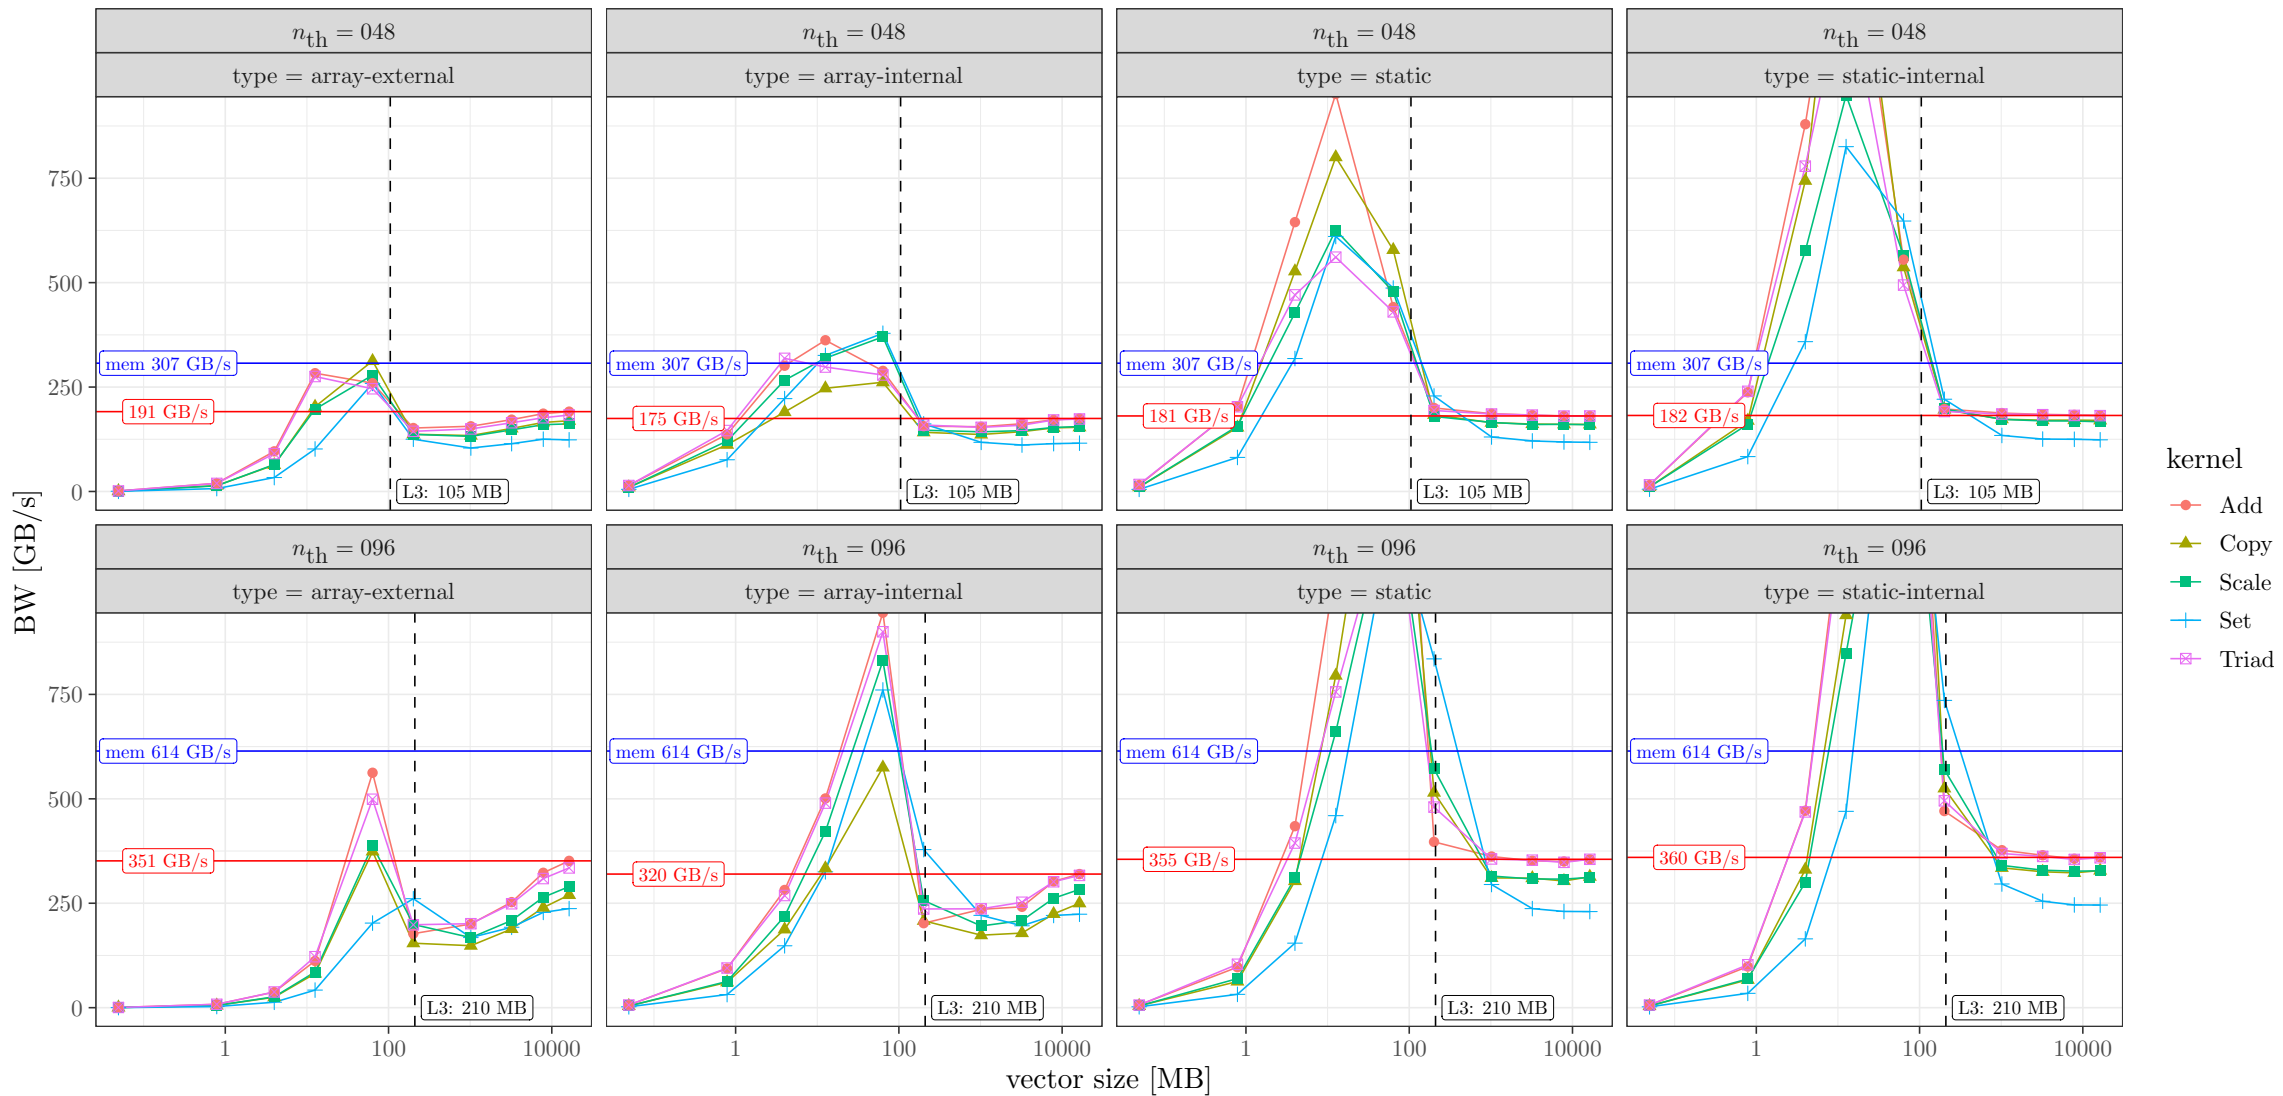 n_th = 048
type = array-external
n_th = 048
type = array-internal
n_th = 048
type = static
n_th = 048
type = static-internal
750
500
250
0
mem 307 GB/s
191 GB/s
L3: 105 MB
mem 307 GB/s
175 GB/s
L3: 105 MB
mem 307 GB/s
181 GB/s
L3: 105 MB
mem 307 GB/s
182 GB/s
L3: 105 MB
BW [GB/s]
n_th = 096
type = array-external
n_th = 096
type = array-internal
n_th = 096
type = static
n_th = 096
type = static-internal
750
500
250
0
mem 614 GB/s
351 GB/s
L3: 210 MB
mem 614 GB/s
320 GB/s
L3: 210 MB
mem 614 GB/s
355 GB/s
L3: 210 MB
mem 614 GB/s
360 GB/s
L3: 210 MB
1 100 10000
1 100 10000
1 100 10000
1 100 10000
vector size [MB]
kernel
Add
Copy
Scale
Set
Triad